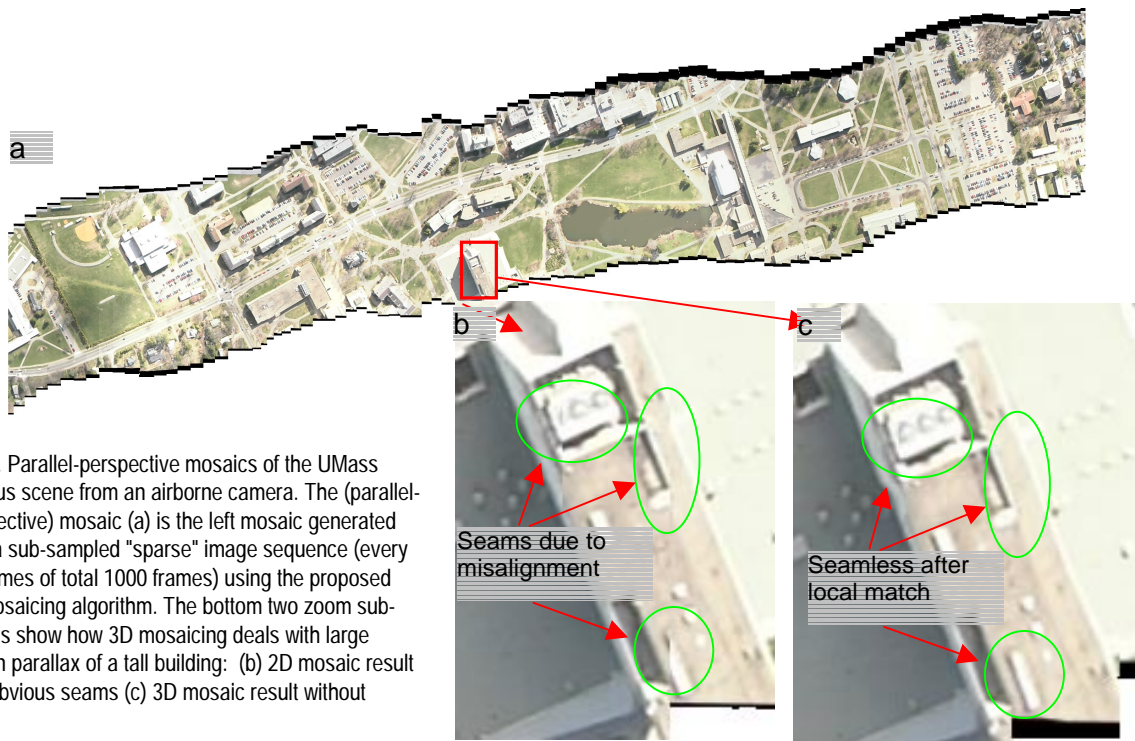 a
b
c
Seams due to
misalignment
Seamless after
local match
. Parallel-perspective mosaics of the UMass
us scene from an airborne camera. The (parallel-
ective) mosaic (a) is the left mosaic generated
a sub-sampled "sparse" image sequence (every
mes of total 1000 frames) using the proposed
osaicing algorithm. The bottom two zoom sub-
s show how 3D mosaicing deals with large
n parallax of a tall building: (b) 2D mosaic result
bvious seams (c) 3D mosaic result without